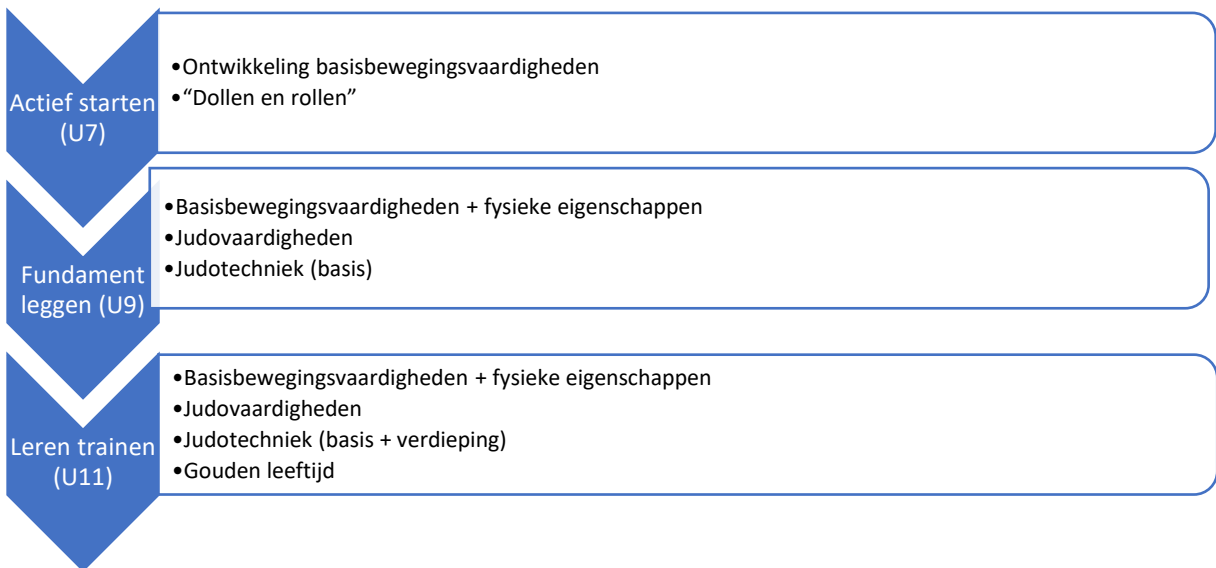 Actief starten
(U7)
•Ontwikkeling basisbewegingsvaardigheden
•“Dollen en rollen”
Fundament
leggen (U9)
•Basisbewegingsvaardigheden + fysieke eigenschappen
•Judovaardigheden
•Judotechniek (basis)
Leren trainen
(U11)
•Basisbewegingsvaardigheden + fysieke eigenschappen
•Judovaardigheden
•Judotechniek (basis + verdieping)
•Gouden leeftijd